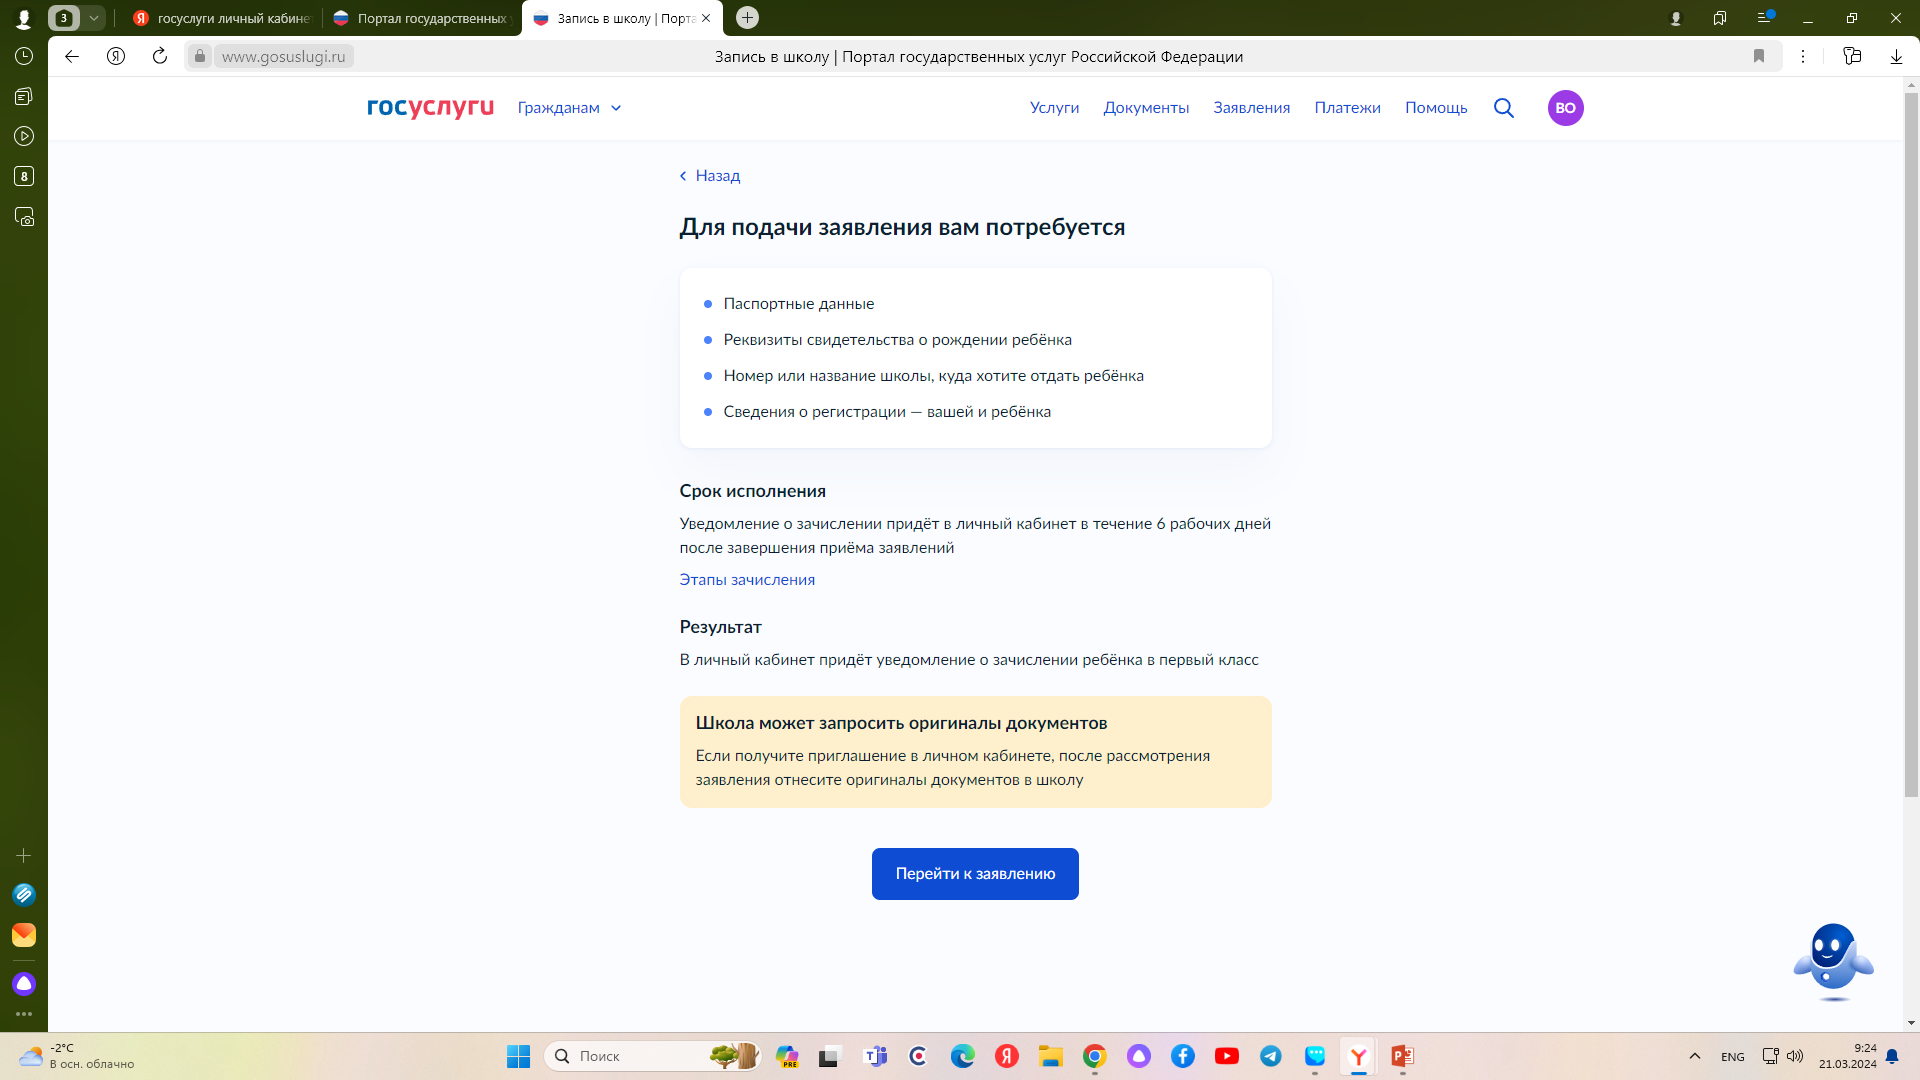 3
госуслуги личный кабине
Портал государственных
Запись в школу | Порта
8
www.gosuslugi.ru
Запись в школу | Портал государственных услуг Российской Федерации
госуслуги
Гражданам
Услуги
Документы
Заявления
Платежи
Помощь
ВО
Назад
Для подачи заявления вам потребуется
Паспортные данные
Реквизиты свидетельства о рождении ребёнка
Номер или название школы, куда хотите отдать ребёнка
Сведения о регистрации — вашей и ребёнка
Срок исполнения
Уведомление о зачислении придёт в личный кабинет в течение 6 рабочих дней
после завершения приёма заявлений
Этапы зачисления
Результат
В личный кабинет придёт уведомление о зачислении ребёнка в первый класс
Школа может запросить оригиналы документов
Если получите приглашение в личном кабинете, после рассмотрения
заявления отнесите оригиналы документов в школу
Перейти к заявлению
-2°C
В осн. облачно
Поиск
PRE
ENG
9:24
21.03.2024